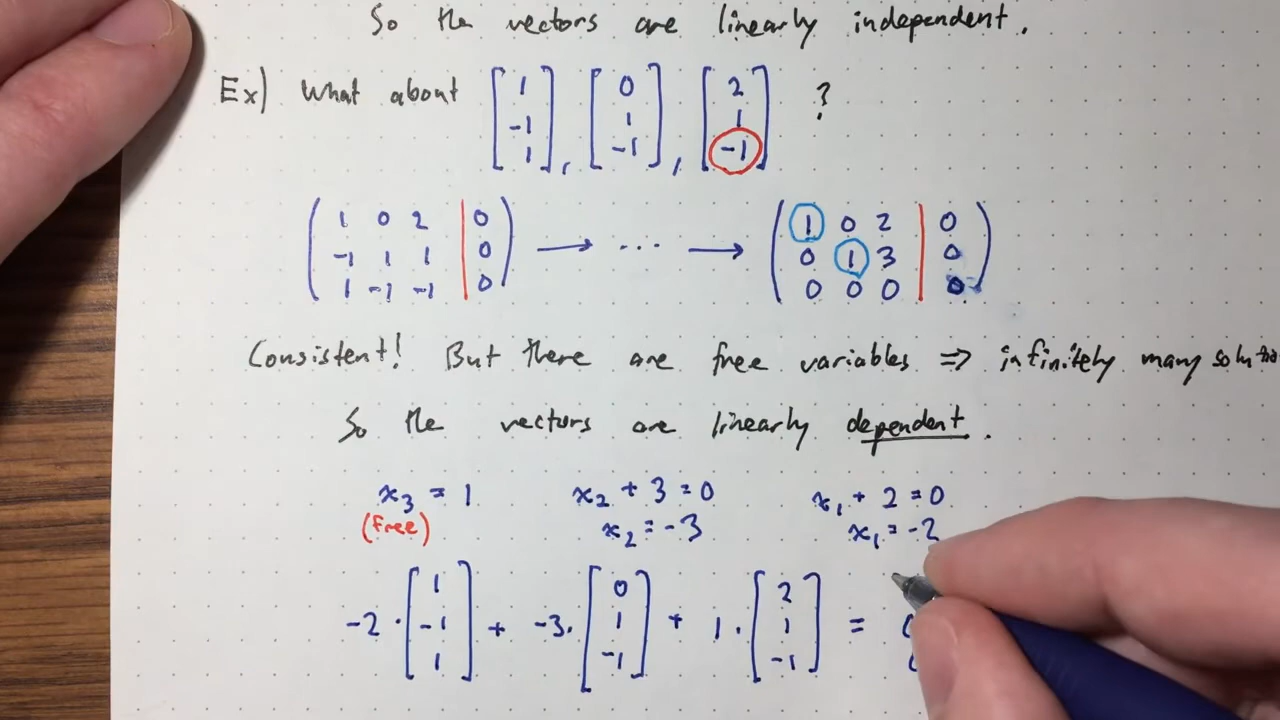 So the vectors are linearly independent.
Ex) What about [1 -1 1], [0 1 -1], [2 1 -1] ?
( 1 0 2 | 0 ) → ... → ( 1 0 2 | 0 )
( -1 1 1 | 0 ) ( 0 1 3 | 0 )
( 1 -1 -1 | 0 ) ( 0 0 0 | 0 )
Consistent! But there are free variables ⇒ infinitely many
So the vectors are linearly dependent.
x₃ = 1 x₂ + 3 = 0 x₁ + 2 = 0
(free) x₂ = -3 x₁ = -2
-2 · [1 -1 1] + -3 · [0 1 -1] + 1 · [2 1 -1] =